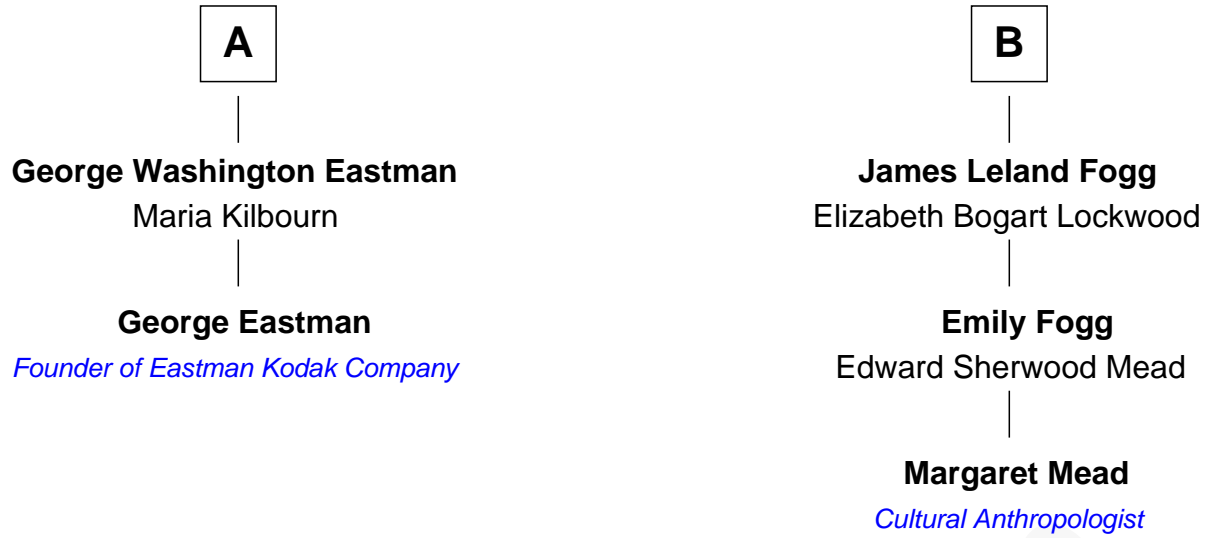 A
George Washington Eastman
Maria Kilbourn
George Eastman
Founder of Eastman Kodak Company
B
James Leland Fogg
Elizabeth Bogart Lockwood
Emily Fogg
Edward Sherwood Mead
Margaret Mead
Cultural Anthropologist